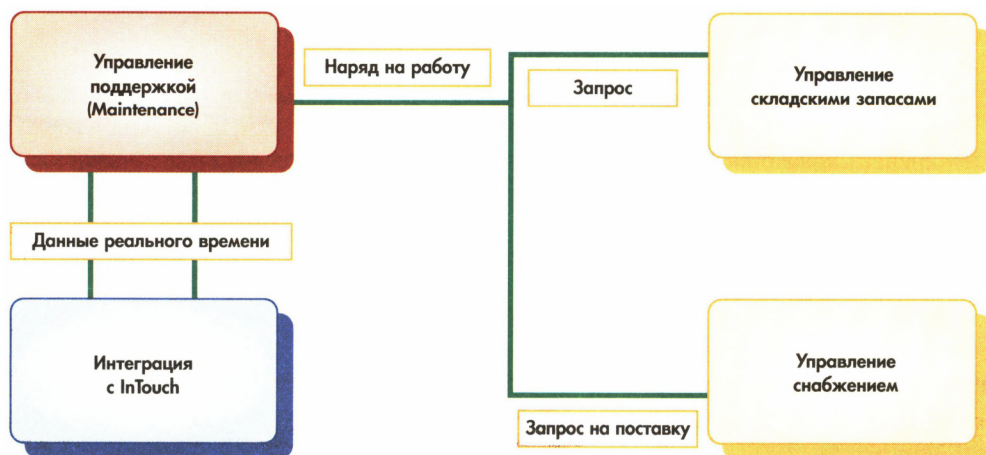 Управление
поддержкой
(Maintenance)
Наряд на работу
Запрос
Управление
складскими запасами
Данные реального времени
Интеграция
с InTouch
Управление
снабжением
Запрос на поставку